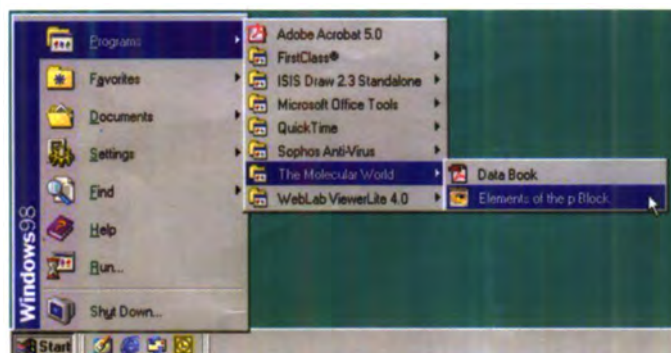 Programs
Favorites
Documents
Settings
Find
Help
Run...
Shut Down...
Windows98
Start
Adobe Acrobat 5.0
FirstClass®
ISIS Draw 2.3 Standalone
Microsoft Office Tools
QuickTime
Sophos Anti-Virus
The Molecular World
WebLab ViewerLite 4.0
Data Book
Elements of the p Block